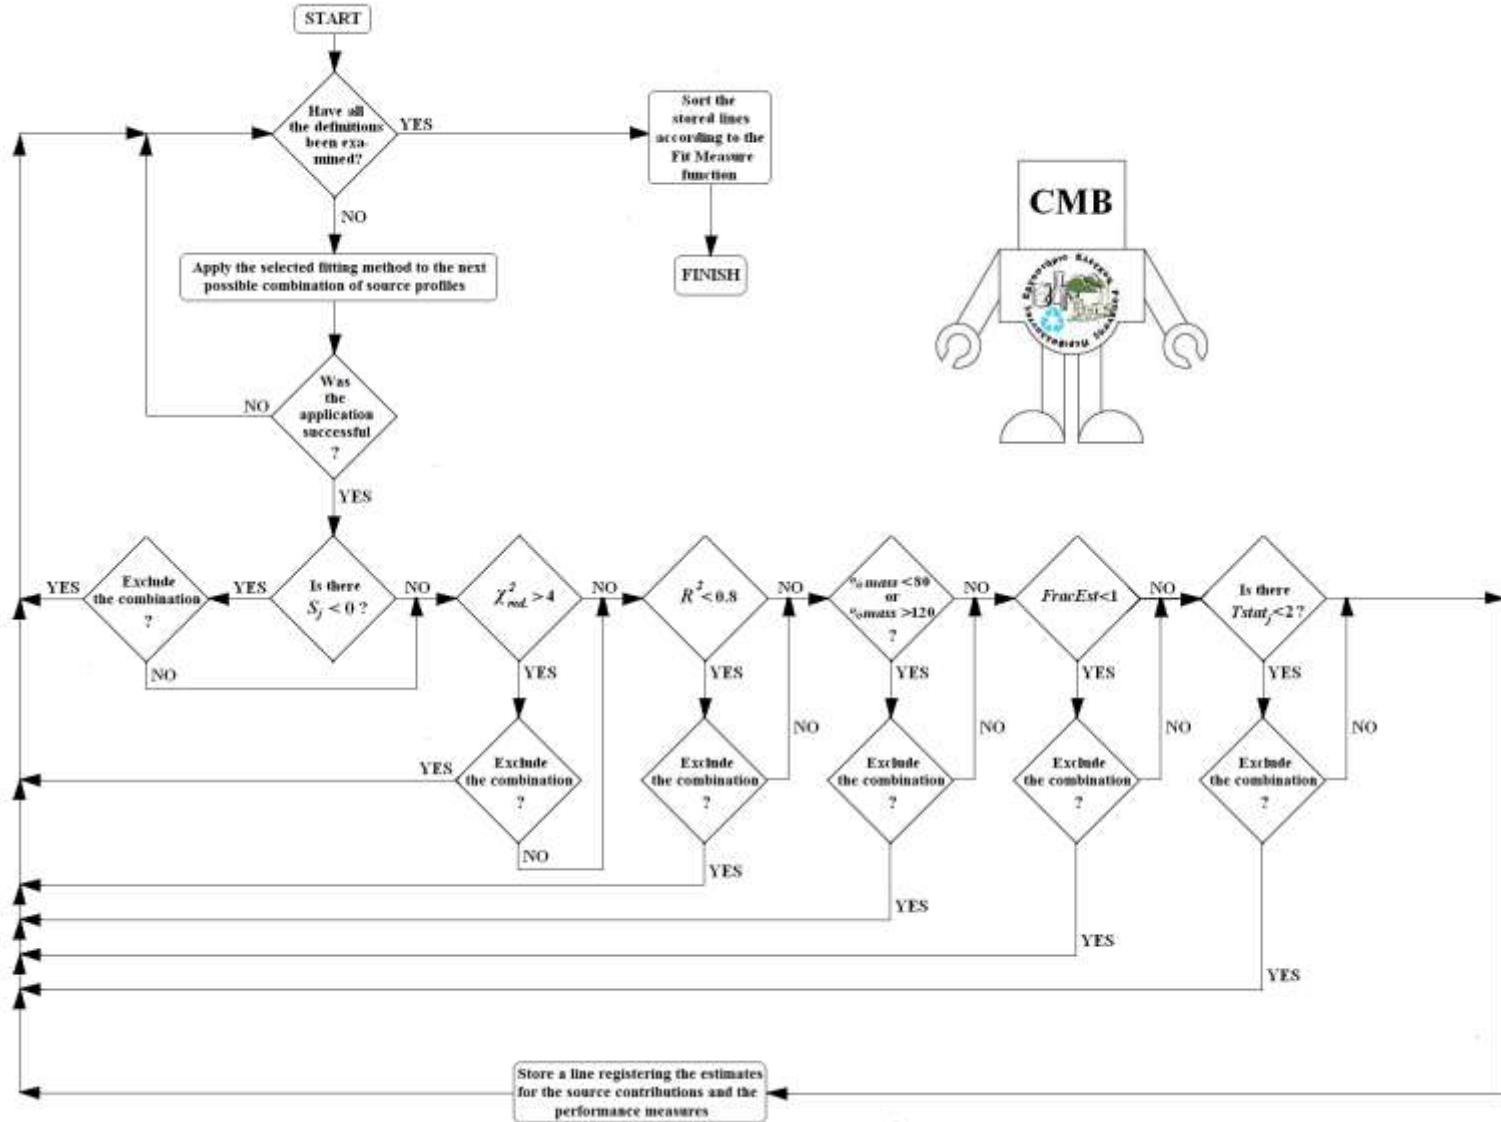 START
Have all
the definitions
been exa-
mined?
YES
Sort the
stored lines
according to the
Fit Measure
function
NO
FINISH
Apply the selected fitting method to the next
possible combination of source profiles
CMB
Was
the
application
successful
?
NO
YES
YES
Exclude
the combination
?
NO
YES
Is there
S_j < 0 ?
NO
χ²_red. > 4
NO
R² < 0.8
NO
% mass < 80
or
% mass > 120
?
NO
FracEst < 1
NO
Is there
Tstat_j < 2 ?
YES
YES
YES
YES
YES
YES
Exclude
the combination
?
NO
NO
Exclude
the combination
?
YES
NO
Exclude
the combination
?
YES
NO
Exclude
the combination
?
YES
NO
Exclude
the combination
?
YES
Store a line registering the estimates
for the source contributions and the
performance measures